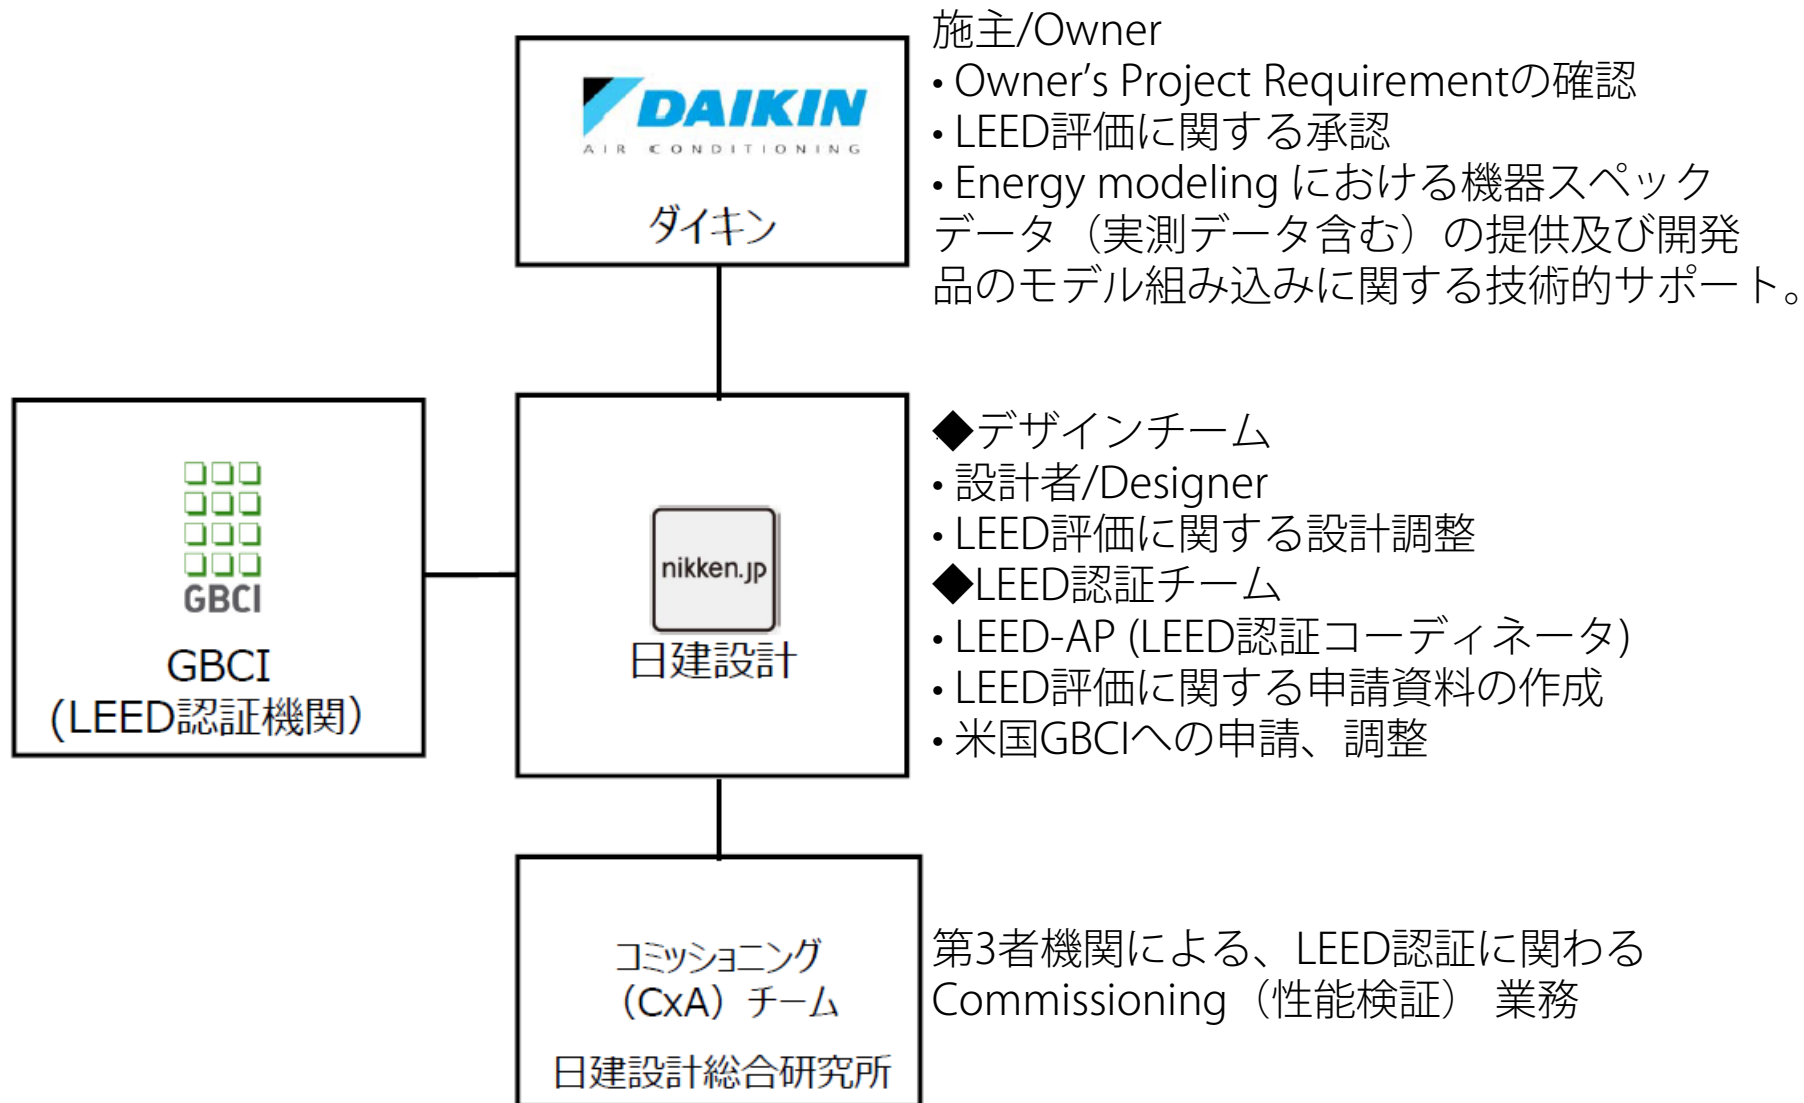 DAIKIN
AIR CONDITIONING
ダイキン
施主/Owner
• Owner's Project Requirementの確認
• LEED評価に関する承認
• Energy modeling における機器スペック
データ（実測データ含む）の提供及び開発
品のモデル組み込みに関する技術的サポート。
GBCI
GBCI
(LEED認証機関）
nikken.jp
日建設計
◆デザインチーム
• 設計者/Designer
• LEED評価に関する設計調整
◆LEED認証チーム
• LEED-AP (LEED認証コーディネータ)
• LEED評価に関する申請資料の作成
• 米国GBCIへの申請、調整
コミッショニング
（CxA）チーム
日建設計総合研究所
第3者機関による、LEED認証に関わる
Commissioning（性能検証） 業務